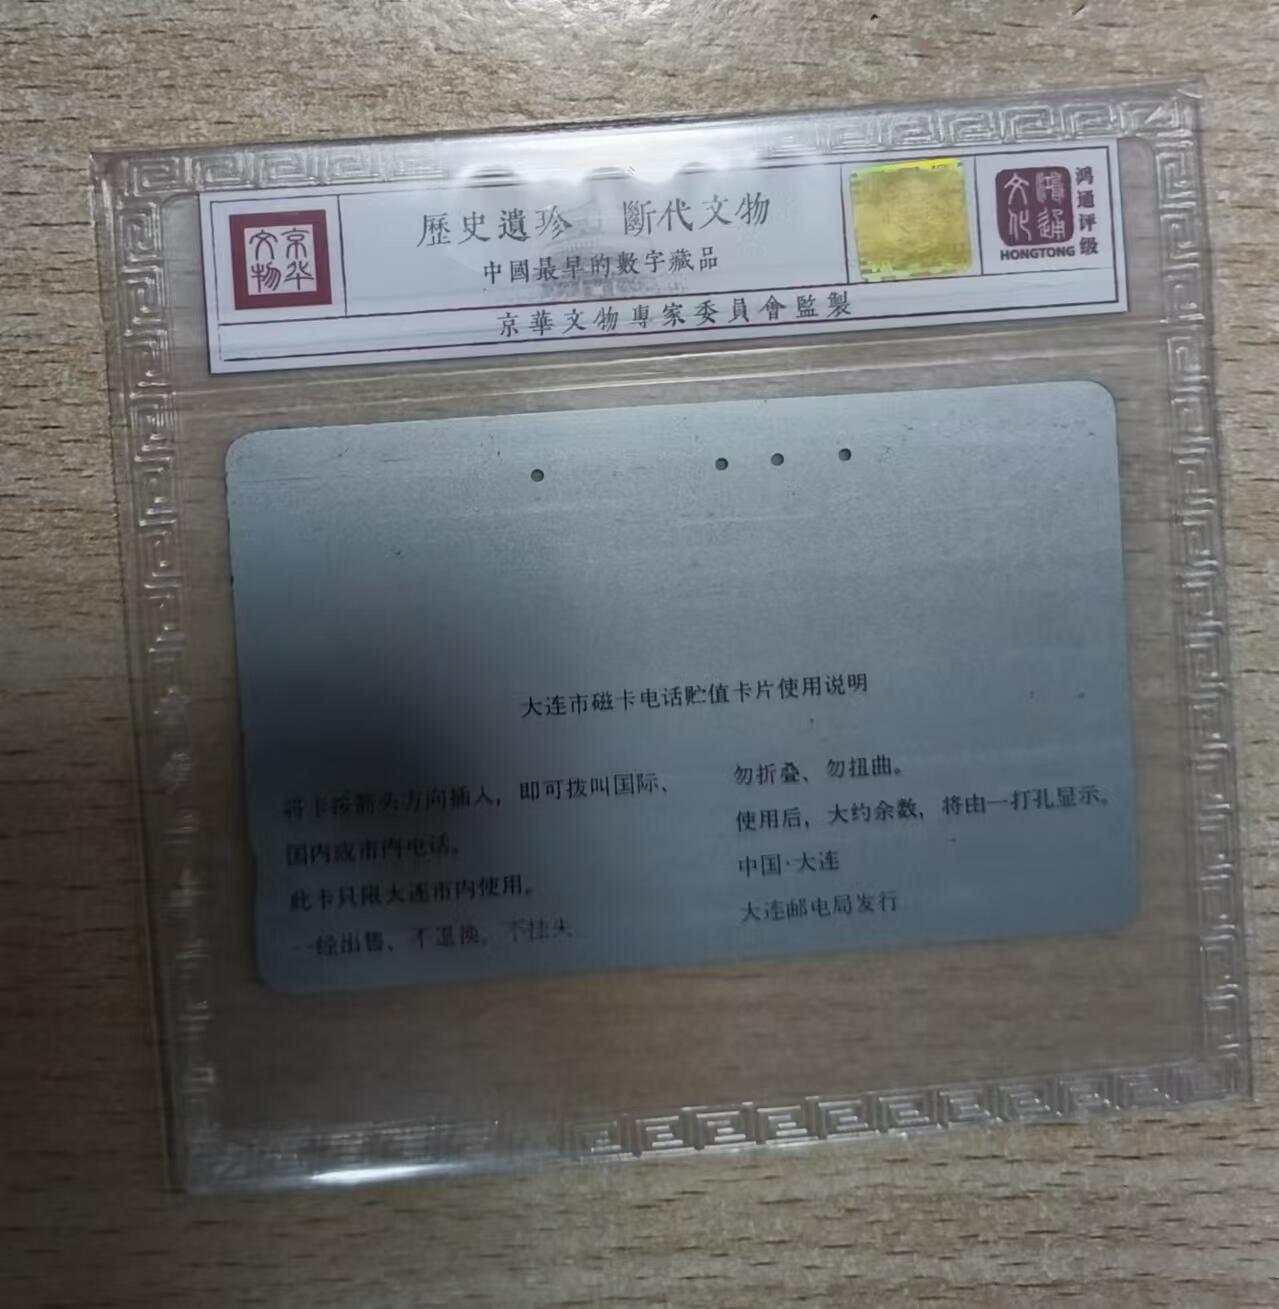 京华文物
歷史遺珍 斷代文物
中國最早的數字藏品
京華文物專家委員會監製
鸿通文化
HONGTONG
鸿通评级
大连市磁卡电话贮值卡片使用说明
将卡按箭头方向插入，即可拨叫国际、
国内或市内电话。
此卡只限大连市内使用。
一经出售、不退换。不挂失
勿折叠、勿扭曲。
使用后，大约余数，将由一打孔显示。
中国·大连
大连邮电局发行